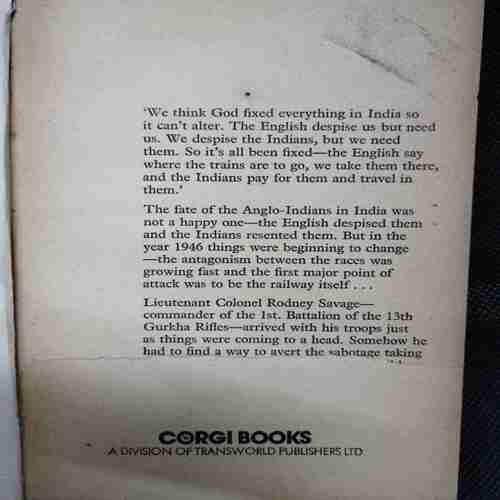 'We think God fixed everything in India so
it can't alter. The English despise us but need
us. We despise the Indians, but we need
them. So it's all been fixed—the English say
where the trains are to go, we take them there,
and the Indians pay for them and travel in
them.'
The fate of the Anglo-Indians in India was
not a happy one—the English despised them
and the Indians resented them. But in the
year 1946 things were beginning to change
—the antagonism between the races was
growing fast and the first major point of
attack was to be the railway itself . . .
Lieutenant Colonel Rodney Savage—
commander of the 1st. Battalion of the 13th
Gurkha Rifles—arrived with his troops just
as things were coming to a head. Somehow he
had to find a way to avert the sabotage taking
CORGI BOOKS
A DIVISION OF TRANSWORLD PUBLISHERS LTD